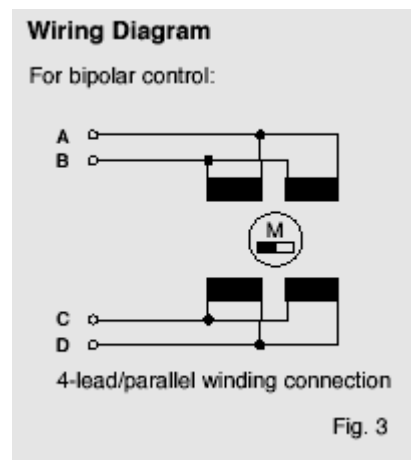 Wiring Diagram
For bipolar control:
A
B
M
C
D
4-lead/parallel winding connection
Fig. 3